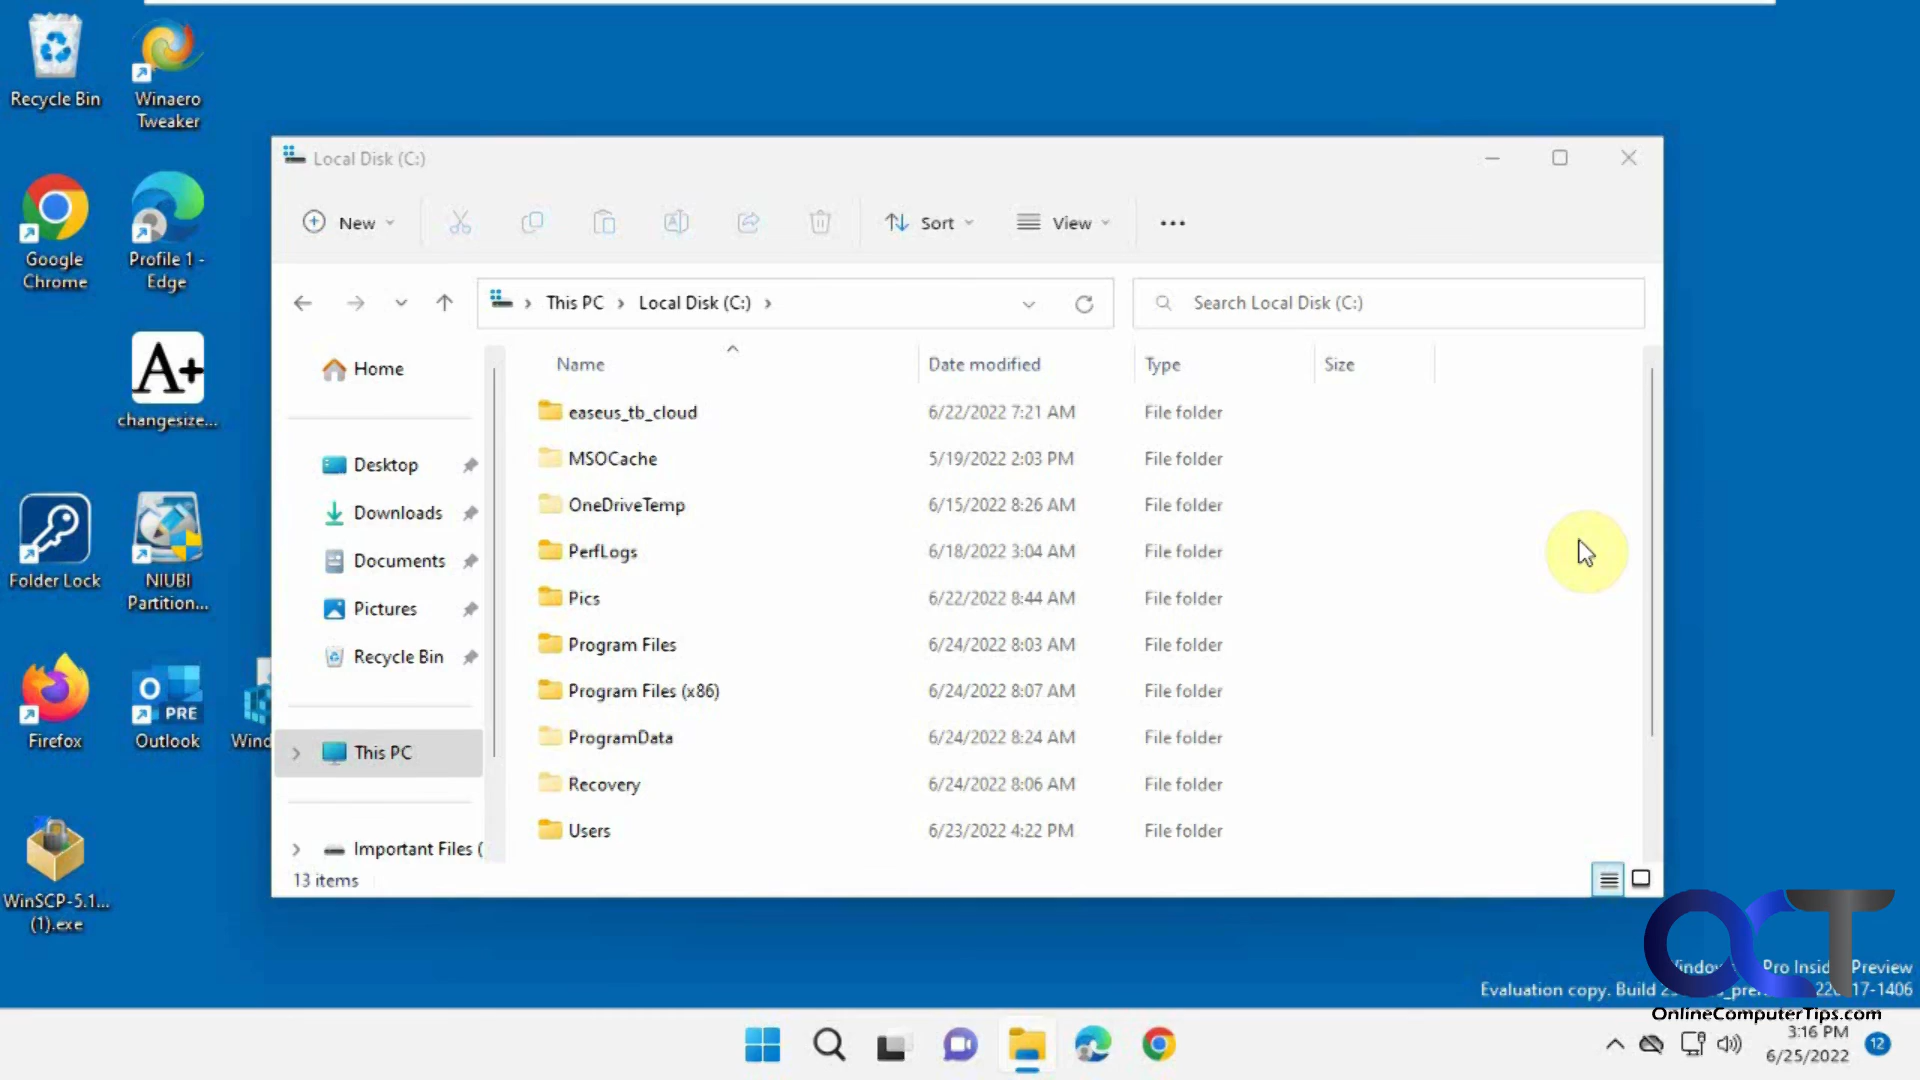 Recycle Bin
Winaero
Tweaker
Google
Chrome
Profile 1 -
Edge
changesize...
Folder Lock
NIUBI
Partition...
Firefox
Outlook
PRE
Wind
WinSCP-5.1...
(1).exe
Local Disk (C:)
New
Sort
View
This PC
Local Disk (C:)
Search Local Disk (C:)
Home
Desktop
Downloads
Documents
Pictures
Recycle Bin
This PC
Important Files (
Name Date modified Type Size
easeus_tb_cloud 6/22/2022 7:21 AM File folder
MSOCache 5/19/2022 2:03 PM File folder
OneDriveTemp 6/15/2022 8:26 AM File folder
PerfLogs 6/18/2022 3:04 AM File folder
Pics 6/22/2022 8:44 AM File folder
Program Files 6/24/2022 8:03 AM File folder
Program Files (x86) 6/24/2022 8:07 AM File folder
ProgramData 6/24/2022 8:24 AM File folder
Recovery 6/24/2022 8:06 AM File folder
Users 6/23/2022 4:22 PM File folder
13 items
Pro Preview
Evaluation copy. Build
OCT
OnlineComputerTips.com
3:16 PM
6/25/2022
12